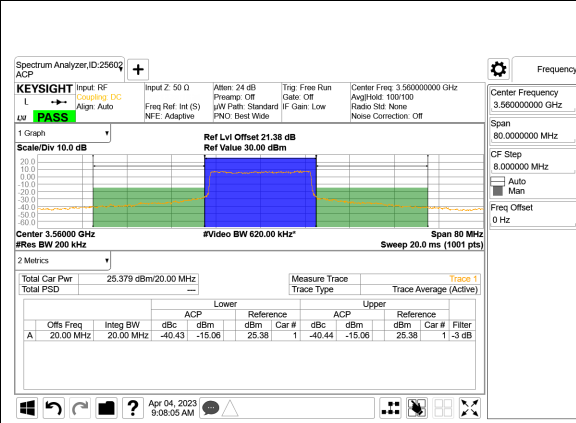 Spectrum Analyzer,ID:25602
ACP
Frequency
KEYSIGHT
Input: RF
Coupling: DC
Align: Auto
Input Z: 50 Ω
Freq Ref: Int (S)
NFE: Adaptive
Atten: 24 dB
Preamp: Off
µW Path: Standard
PNO: Best Wide
Trig: Free Run
Gate: Off
IF Gain: Low
Center Freq: 3.560000000 GHz
Avg|Hold: 100/100
Radio Std: None
Noise Correction: Off
L
PASS
Center Frequency
3.560000000 GHz
Span
80.0000000 MHz
CF Step
8.000000 MHz
Auto
Man
Freq Offset
0 Hz
1 Graph
Scale/Div 10.0 dB
Ref Lvl Offset 21.38 dB
Ref Value 30.00 dBm
20.0
10.0
0.00
-10.0
-20.0
-30.0
-40.0
-50.0
-60.0
Center 3.56000 GHz
#Video BW 620.00 kHz*
Span 80 MHz
#Res BW 200 kHz
Sweep 20.0 ms (1001 pts)
2 Metrics
Total Car Pwr 25.379 dBm/20.00 MHz
Total PSD ---
Measure Trace Trace 1
Trace Type Trace Average (Active)
Lower Upper
ACP Reference ACP Reference
Offs Freq Integ BW dBc dBm dBm Car # dBc dBm dBm Car # Filter
A 20.00 MHz 20.00 MHz -40.43 -15.06 25.38 1 -40.44 -15.06 25.38 1 -3 dB
?
Apr 04, 2023
9:08:05 AM